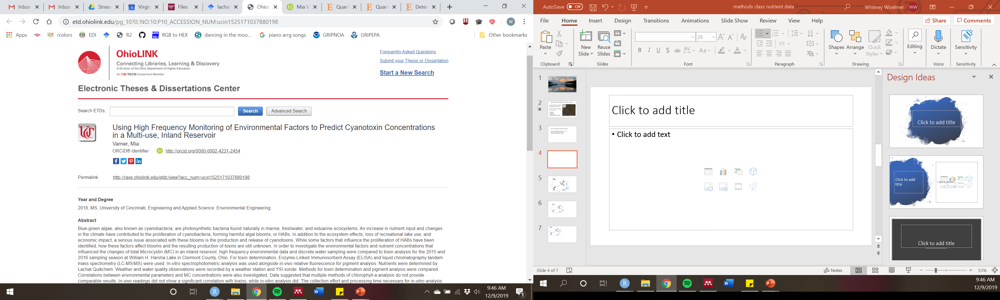 Inbox
Inbox
Strean
Virgin
Files
lachat
OhioL
Mia V
Quant
Quant
Deter
etd.ohiolink.edu/pg_10?0::NO:10:P10_ACCESSION_NUM:ucin1525171037880198
W
Apps
rcolors
EDI
R2
RGB to HEX
dancing in the moo...
piano arrg songs
GRIPNOA
GRIPEPA
Other bookmarks
OhioLINK
Connecting Libraries, Learning & Discovery
A Division of the Ohio Department of Higher Education
An OH·TECH Consortium Member
Frequently Asked Questions
Submit your Thesis or Dissertation
Start a New Search
Electronic Theses & Dissertations Center
Search ETDs:
Search
Advanced Search
Using High Frequency Monitoring of Environmental Factors to Predict Cyanotoxin Concentrations
in a Multi-use, Inland Reservoir
Varner, Mia
ORCID® Identifier
iD
http://orcid.org/0000-0002-4231-2454
Permalink:
http://rave.ohiolink.edu/etdc/view?acc_num=ucin1525171037880198
Year and Degree
2018, MS, University of Cincinnati, Engineering and Applied Science: Environmental Engineering.
Abstract
Blue-green algae, also known as cyanobacteria, are photosynthetic bacteria found naturally in marine, freshwater, and estuarine ecosystems. An increase in nutrient input and changes
in the climate have contributed to the proliferation of cyanobacteria, forming harmful algal blooms, or HABs. In addition to the ecosystem effects, loss of recreational lake use, and
economic impact, a serious issue associated with these blooms is the production and release of cyanotoxins. While some factors that influence the proliferation of HABs have been
identified, how these factors affect blooms and the resulting production of toxins are still unknown. In order to investigate the environmental factors and nutrient concentrations that
influenced the changes of total Microcystin (MC) in an inland reservoir, high frequency environmental data and discrete water sampling were compared to toxin analysis for the 2015 and
2016 sampling season at William H. Harsha Lake in Clermont County, Ohio. For toxin determination, Enzyme-Linked Immunosorbent Assay (ELISA) and liquid chromatography tandem
mass spectrometry (LC-MS/MS) were used. In-vitro spectrophotometric analysis was used alongside in-vivo relative fluorescence for pigment analysis. Nutrients were determined by
Lachat Quikchem. Weather and water quality observations were recorded by a weather station and YSI sonde. Methods for toxin determination and pigment analysis were compared.
Correlations between environmental parameters and MC concentrations were also investigated. Data suggested that multiple methods of chlorophyll-a analysis do not provide
comparable results. In-vivo readings did not show a significant correlation with toxins, while in-vitro analysis did. The collection effort and processing time necessary for in-vitro analysis
9:46 AM
12/9/2019
1
AutoSave
Off
methods class nutrient data
Whitney Woelmer
WW
File
Home
Insert
Design
Transitions
Animations
Slide Show
Review
View
Help
Share
Comments
Paste
New
Slide
Reuse
Slides
28
Shapes
Arrange
Quick
Styles
Editing
Dictate
Sensitivity
Clipboard
Slides
Font
Paragraph
Drawing
Voice
Sensitivity
1
2
3
4
5
6
7
Click to add title
• Click to add text
Design Ideas
Click to add title
Click to add
title
• Click to add text
Click to add title
Slide 4 of 7
Notes
53%
9:46 AM
12/9/2019